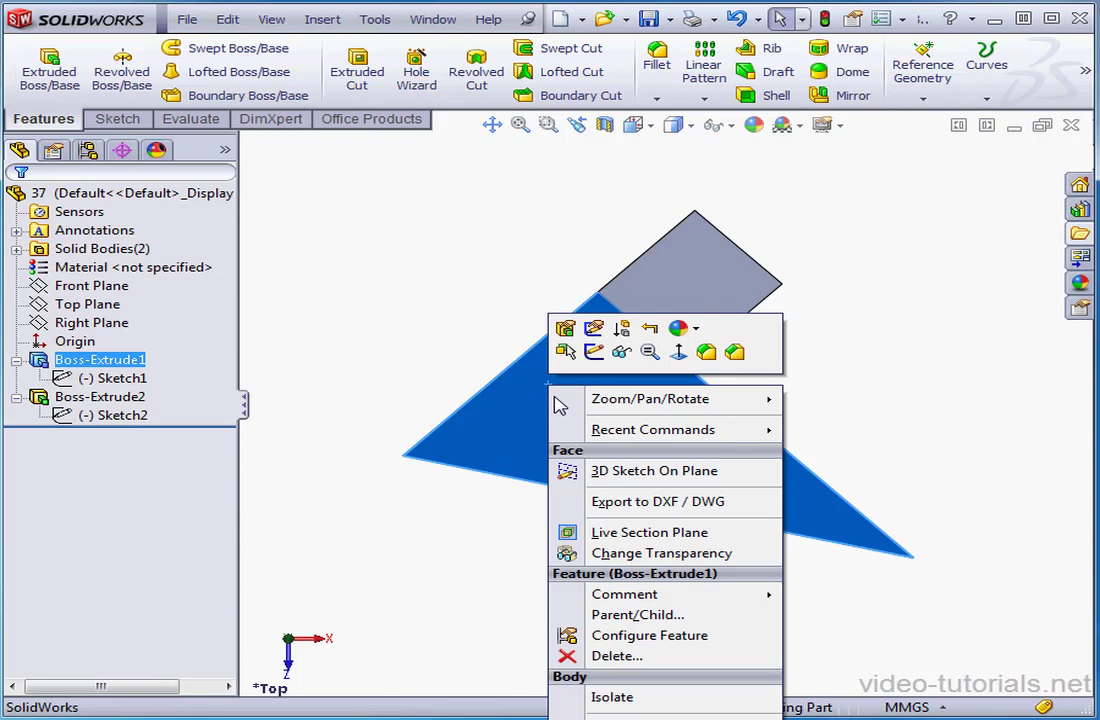 SW SOLIDWORKS File Edit View Insert Tools Window Help I..
Extruded Boss/Base
Revolved Boss/Base
Swept Boss/Base
Lofted Boss/Base
Boundary Boss/Base
Extruded Cut
Hole Wizard
Revolved Cut
Swept Cut
Lofted Cut
Boundary Cut
Fillet
Linear Pattern
Rib
Draft
Shell
Wrap
Dome
Mirror
Reference Geometry
Curves
Features Sketch Evaluate DimXpert Office Products
37 (Default<<Default>_Display
Sensors
A Annotations
Solid Bodies(2)
Material <not specified>
Front Plane
Top Plane
Right Plane
Origin
Boss-Extrude1
(-) Sketch1
Boss-Extrude2
(-) Sketch2
Zoom/Pan/Rotate
Recent Commands
Face
3D Sketch On Plane
Export to DXF / DWG
Live Section Plane
Change Transparency
Feature (Boss-Extrude1)
Comment
Parent/Child...
Configure Feature
Delete...
Body
Isolate
X
Z
*Top
video-tutorials.net
SolidWorks ing Part MMGS